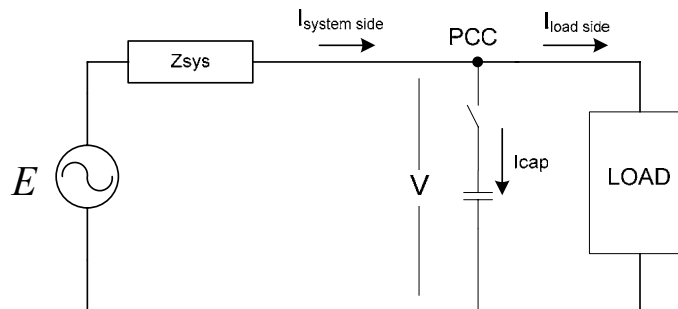 I system side
PCC
I load side
Zsys
E
V
Icap
LOAD